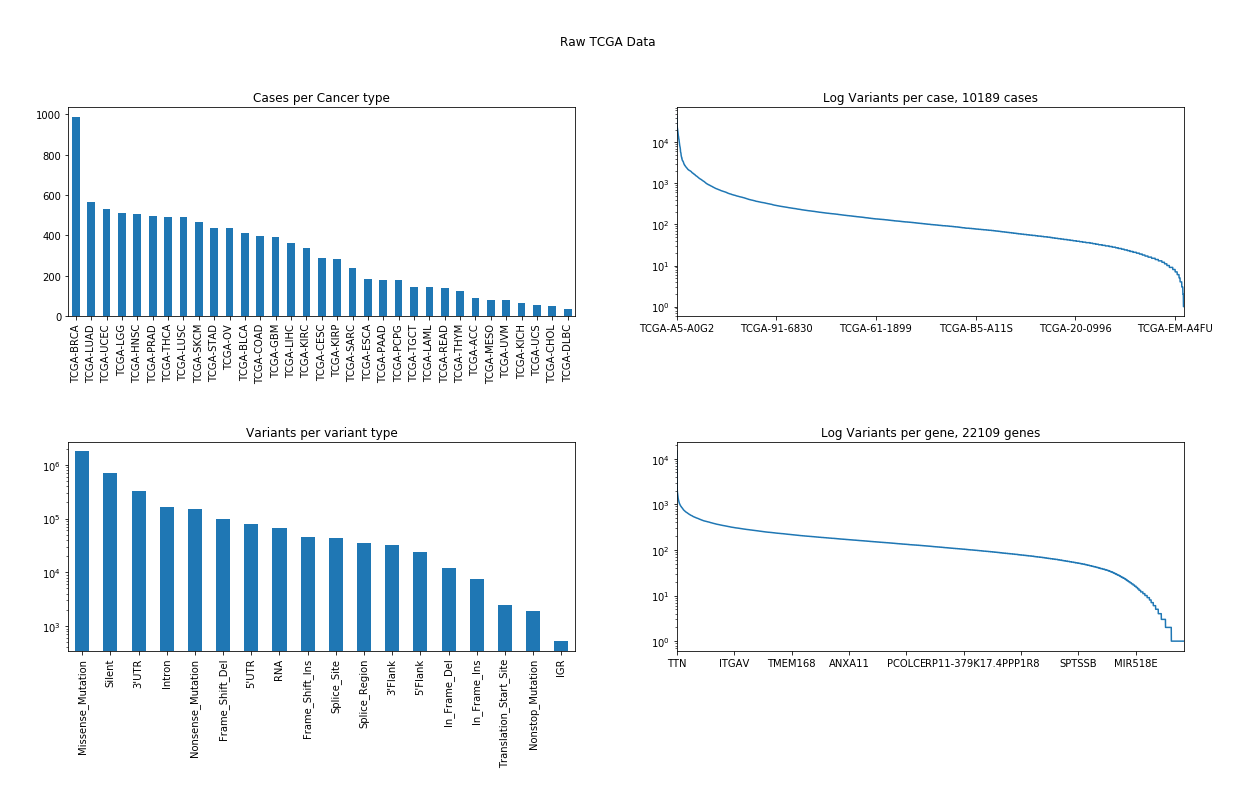 Raw TCGA Data
Cases per Cancer type
1000
800
600
400
200
0
TCGA-BRCA
TCGA-LUAD
TCGA-UCEC
TCGA-LGG
TCGA-HNSC
TCGA-PRAD
TCGA-THCA
TCGA-LUSC
TCGA-SKCM
TCGA-STAD
TCGA-OV
TCGA-BLCA
TCGA-COAD
TCGA-GBM
TCGA-LIHC
TCGA-KIRC
TCGA-CESC
TCGA-KIRP
TCGA-SARC
TCGA-ESCA
TCGA-PAAD
TCGA-PCPG
TCGA-TGCT
TCGA-LAML
TCGA-READ
TCGA-THYM
TCGA-ACC
TCGA-MESO
TCGA-UVM
TCGA-KICH
TCGA-UCS
TCGA-CHOL
TCGA-DLBC
Log Variants per case, 10189 cases
10⁴
10³
10²
10¹
10⁰
TCGA-A5-A0G2 TCGA-91-6830 TCGA-61-1899 TCGA-B5-A11S TCGA-20-0996 TCGA-EM-A4FU
Variants per variant type
10⁶
10⁵
10⁴
10³
Missense_Mutation
Silent
3'UTR
Intron
Nonsense_Mutation
Frame_Shift_Del
5'UTR
RNA
Frame_Shift_Ins
Splice_Site
Splice_Region
3'Flank
5'Flank
In_Frame_Del
In_Frame_Ins
Translation_Start_Site
Nonstop_Mutation
IGR
Log Variants per gene, 22109 genes
10⁴
10³
10²
10¹
10⁰
TTN ITGAV TMEM168 ANXA11 PCOLCE RP11-379K17.4 PPP1R8 SPTSSB MIR518E